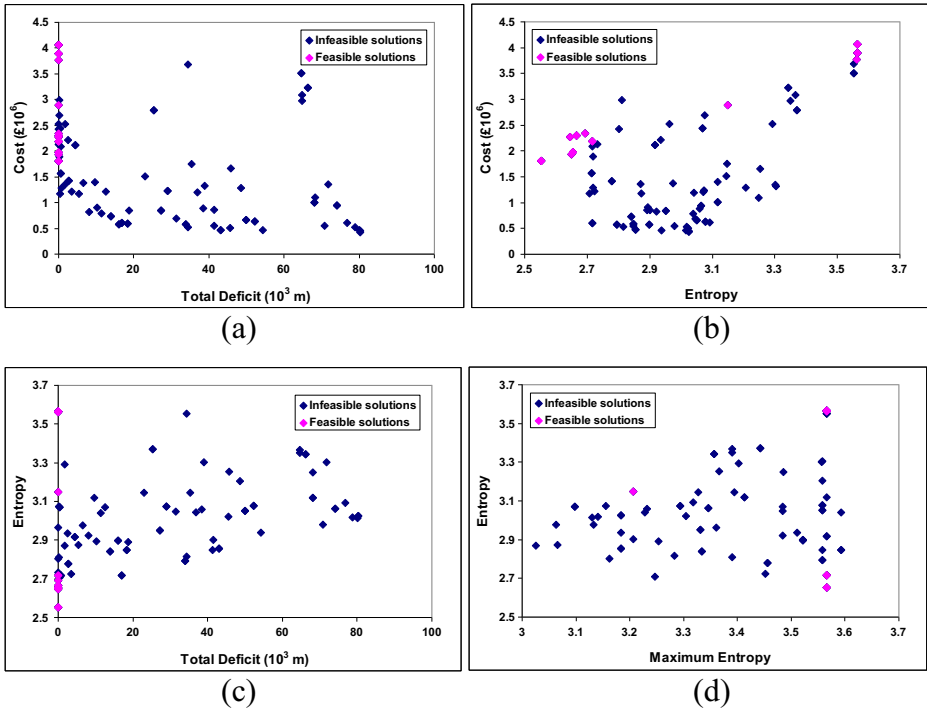 4.5
4
3.5
3
2.5
2
1.5
1
0.5
0
Cost (£10⁶)
Infeasible solutions
Feasible solutions
0 20 40 60 80 100
Total Deficit (10³ m)
(a)
4.5
4
3.5
3
2.5
2
1.5
1
0.5
0
Cost (£10⁶)
Infeasible solutions
Feasible solutions
2.5 2.7 2.9 3.1 3.3 3.5 3.7
Entropy
(b)
3.7
3.5
3.3
3.1
2.9
2.7
2.5
Entropy
Infeasible solutions
Feasible solutions
0 20 40 60 80 100
Total Deficit (10³ m)
(c)
3.7
3.5
3.3
3.1
2.9
2.7
2.5
Entropy
Infeasible solutions
Feasible solutions
3 3.1 3.2 3.3 3.4 3.5 3.6 3.7
Maximum Entropy
(d)